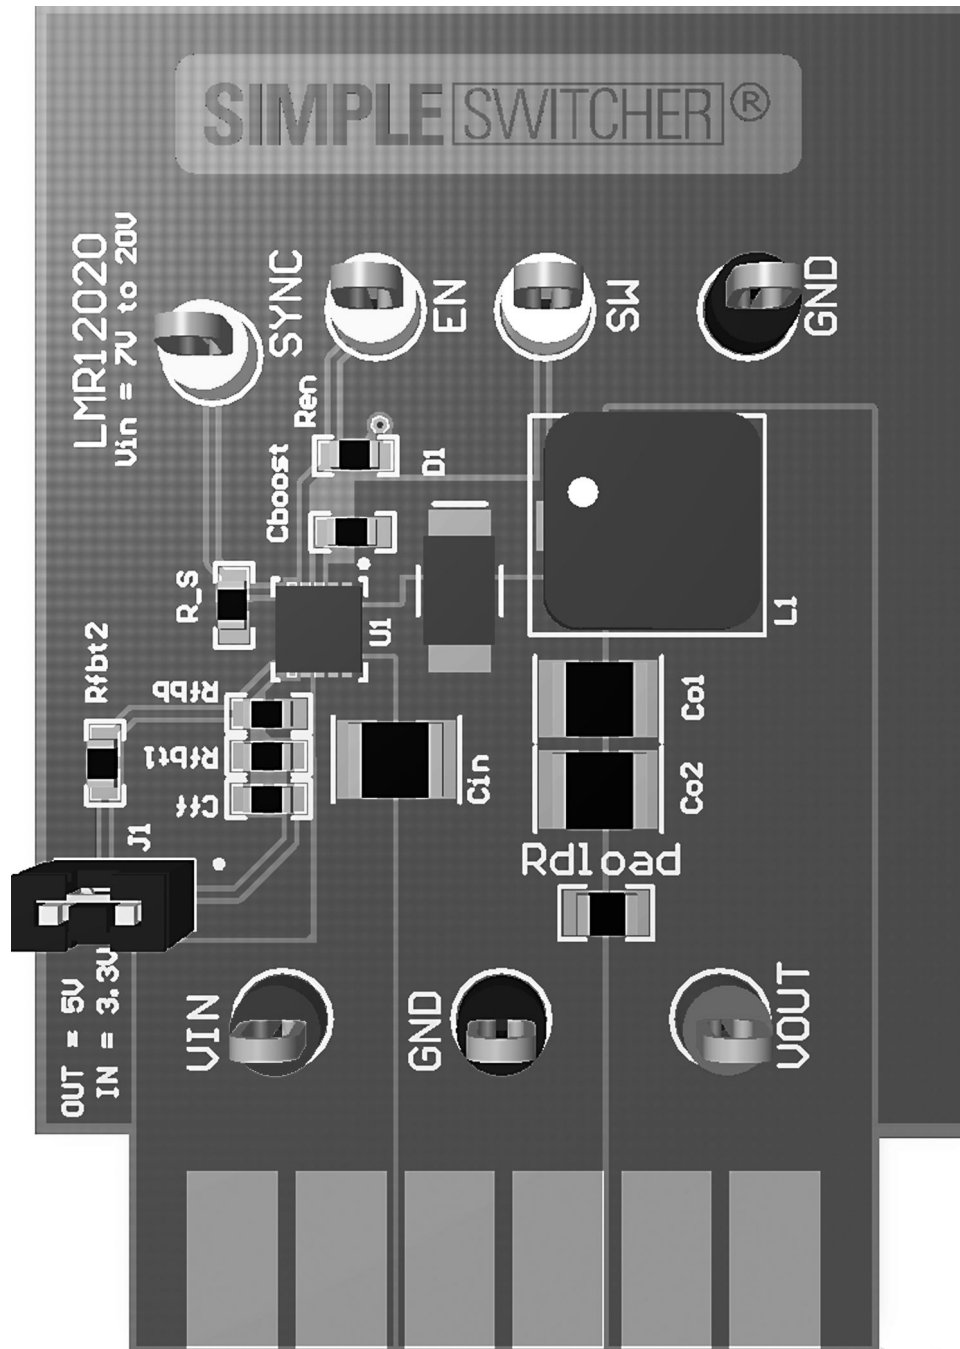 SIMPLE SWITCHER®
LMR12020
Vin = 7V to 20V
SYNC
EN
SW
GND
Ren
Cboost
D1
R_S
U1
L1
Rfbt2
Rfbb
Rfbt1
Cff
Cin
Co1
Co2
J1
Rdload
OUT = 5V
IN = 3.3V
VIN
GND
VOUT